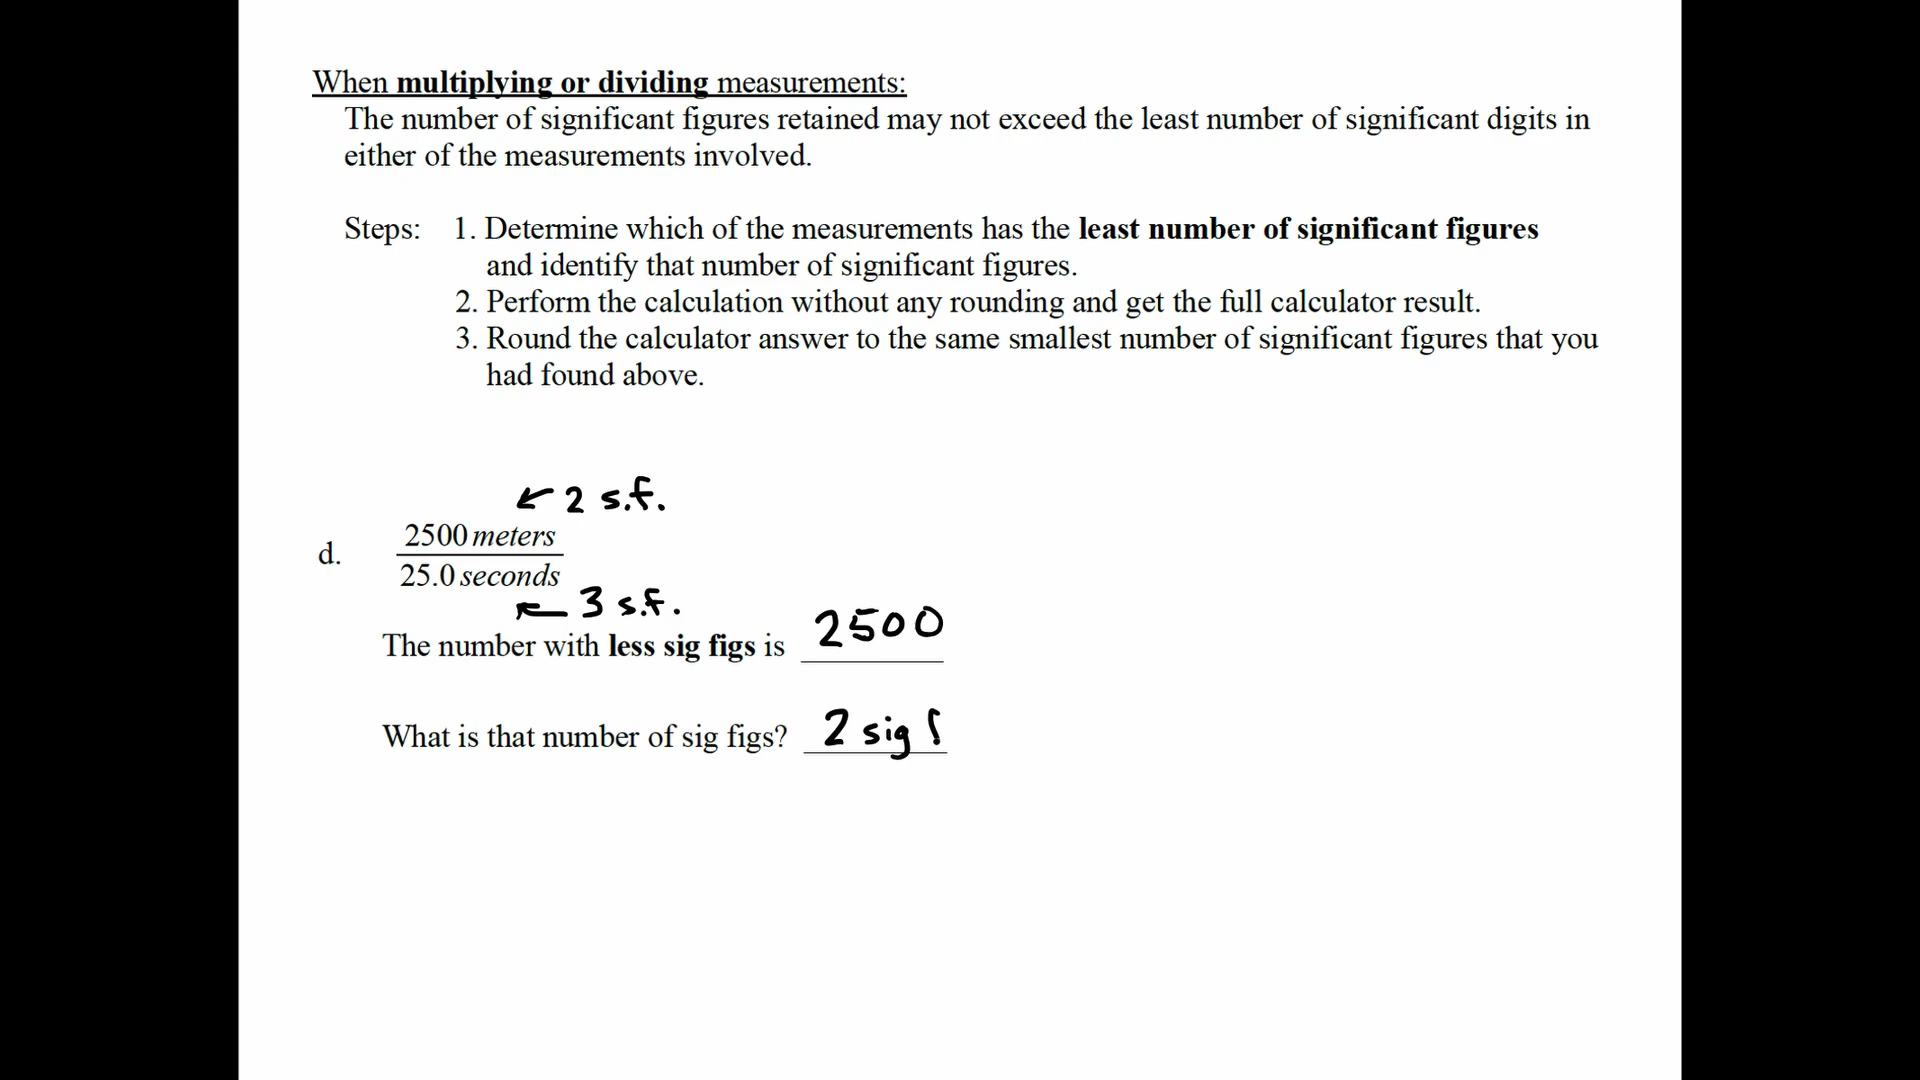 When multiplying or dividing measurements:
The number of significant figures retained may not exceed the least number of significant digits in
either of the measurements involved.
Steps: 1. Determine which of the measurements has the least number of significant figures
and identify that number of significant figures.
2. Perform the calculation without any rounding and get the full calculator result.
3. Round the calculator answer to the same smallest number of significant figures that you
had found above.
← 2 s.f.
d. 2500 meters
25.0 seconds
← 3 s.f.
The number with less sig figs is 2500
What is that number of sig figs? 2 sig